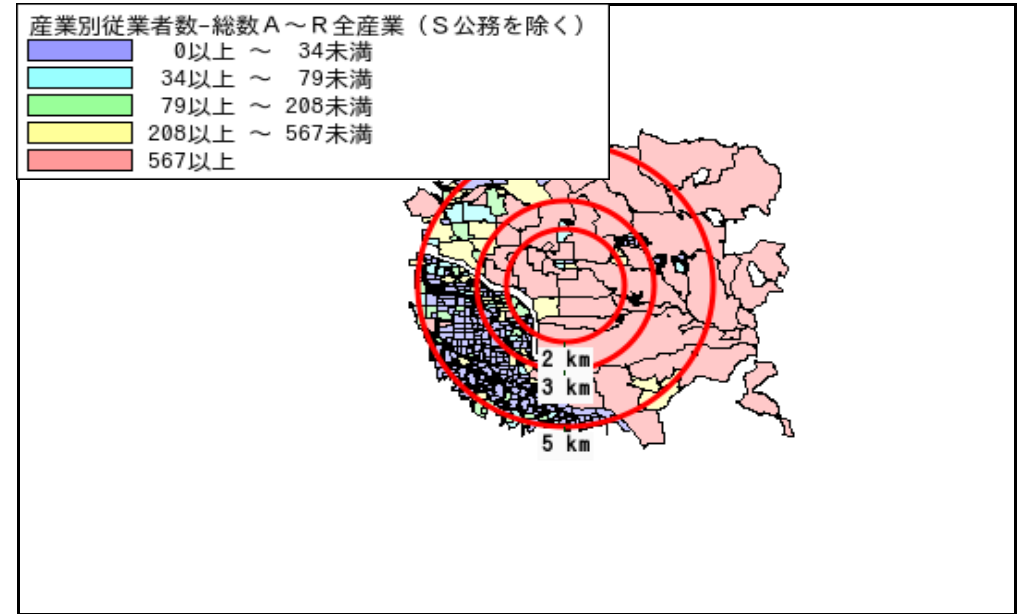 産業別従業者数-総数A～R全産業（S公務を除く）
0以上 ～ 34未満
34以上 ～ 79未満
79以上 ～ 208未満
208以上 ～ 567未満
567以上
2 km
3 km
5 km